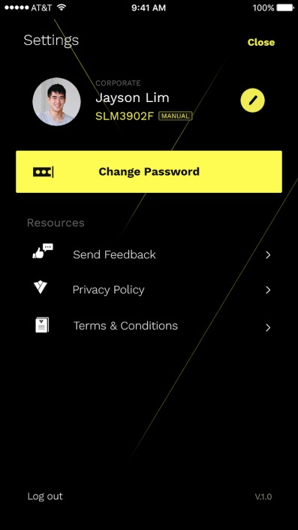 AT&T 9:41 AM 100%
Settings Close
CORPORATE
Jayson Lim
SLM3902F MANUAL
Change Password
Resources
Send Feedback
Privacy Policy
Terms & Conditions
Log out V.1.0